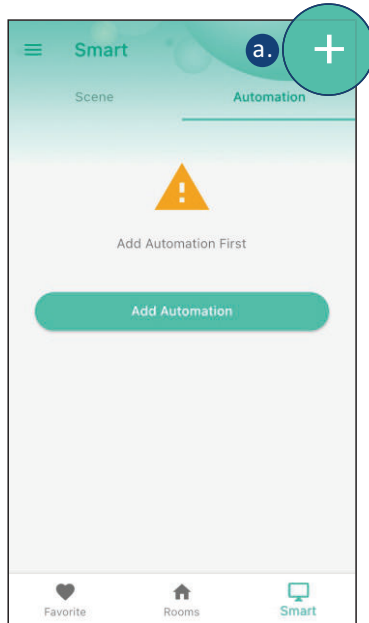 Smart
a.
Scene Automation
Add Automation First
Add Automation
Favorite Rooms Smart